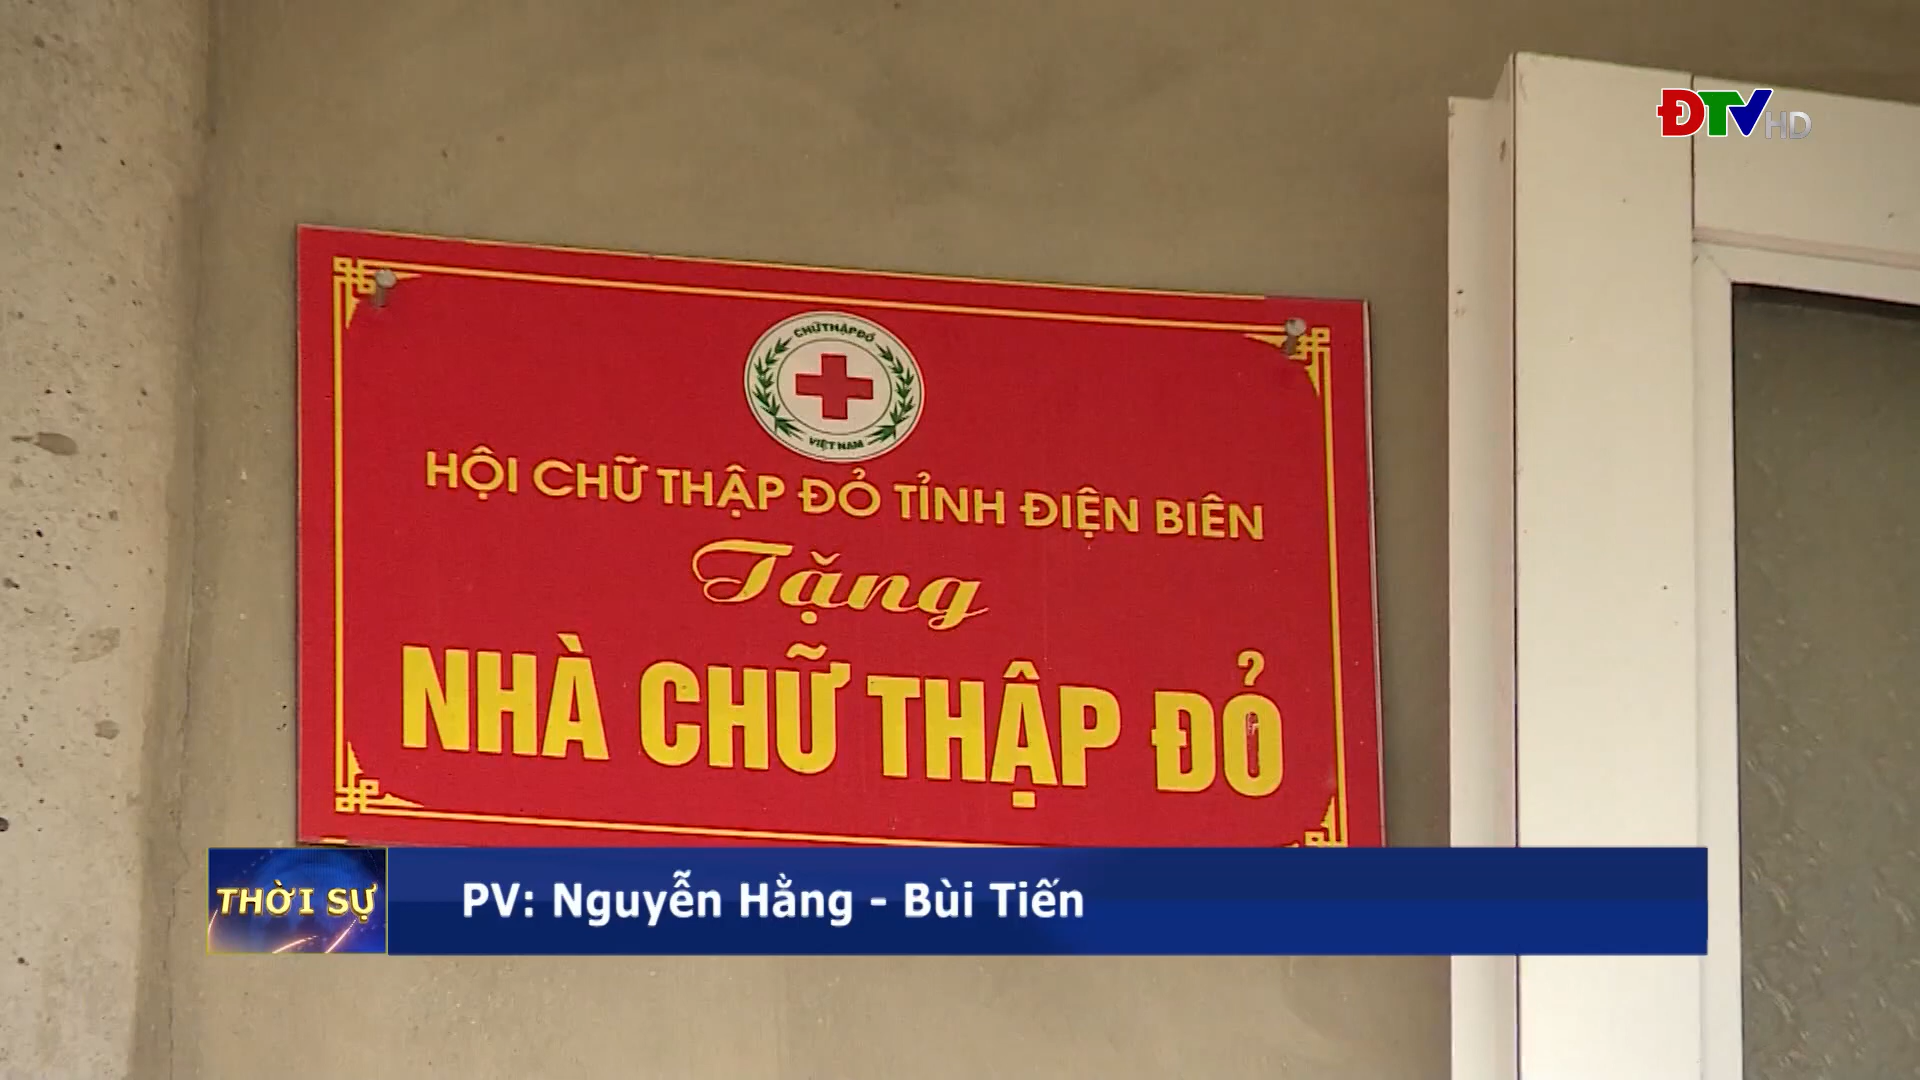 ĐTV HD
CHỮ THẬP ĐỎ
VIỆT NAM
HỘI CHỮ THẬP ĐỎ TỈNH ĐIỆN BIÊN
Tặng
NHÀ CHỮ THẬP ĐỎ
THỜI SỰ
PV: Nguyễn Hằng - Bùi Tiến